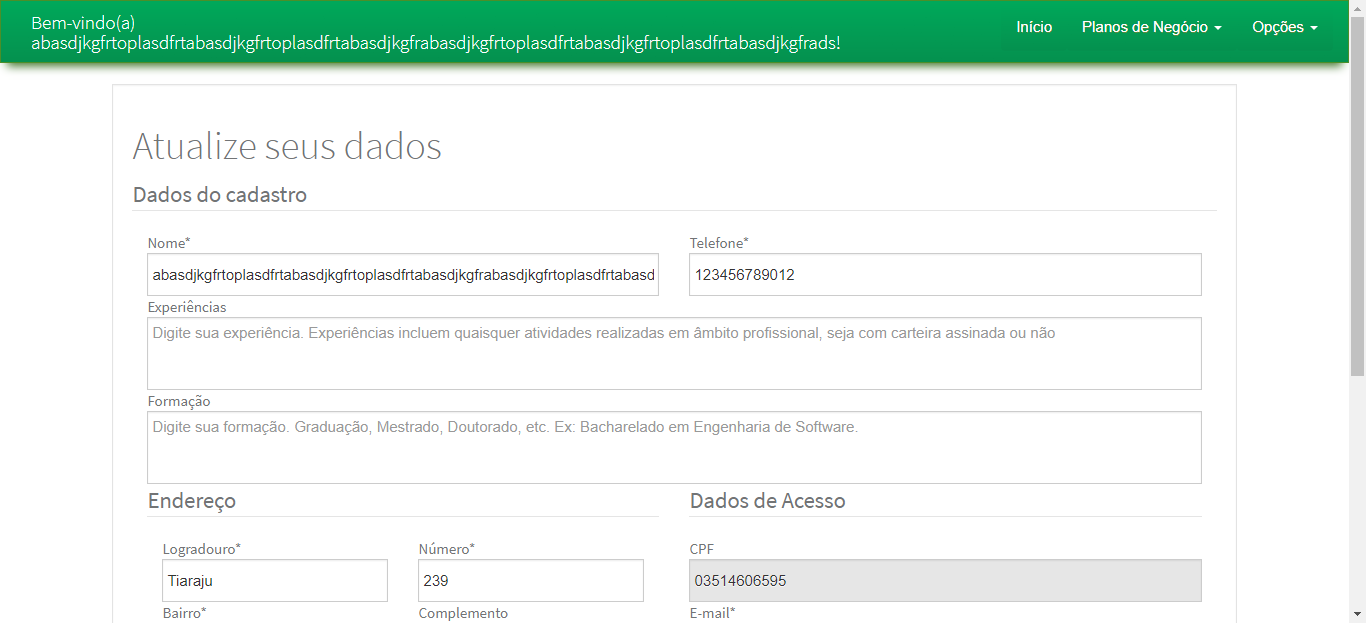 Bem-vindo(a)
abasdjkgfrtoplasdfrtabasdjkgfrtoplasdfrtabasdjkgfrabasdjkgfrtoplasdfrtabasdjkgfrtoplasdfrtabasdjkgfrads!
Início Planos de Negócio Opções
Atualize seus dados
Dados do cadastro
Nome* Telefone*
abasdjkgfrtoplasdfrtabasdjkgfrtoplasdfrtabasdjkgfrabasdjkgfrtoplasdfrtabasd 123456789012
Experiências
Digite sua experiência. Experiências incluem quaisquer atividades realizadas em âmbito profissional, seja com carteira assinada ou não
Formação
Digite sua formação. Graduação, Mestrado, Doutorado, etc. Ex: Bacharelado em Engenharia de Software.
Endereço Dados de Acesso
Logradouro* Número* CPF
Tiaraju 239 03514606595
Bairro* Complemento E-mail*